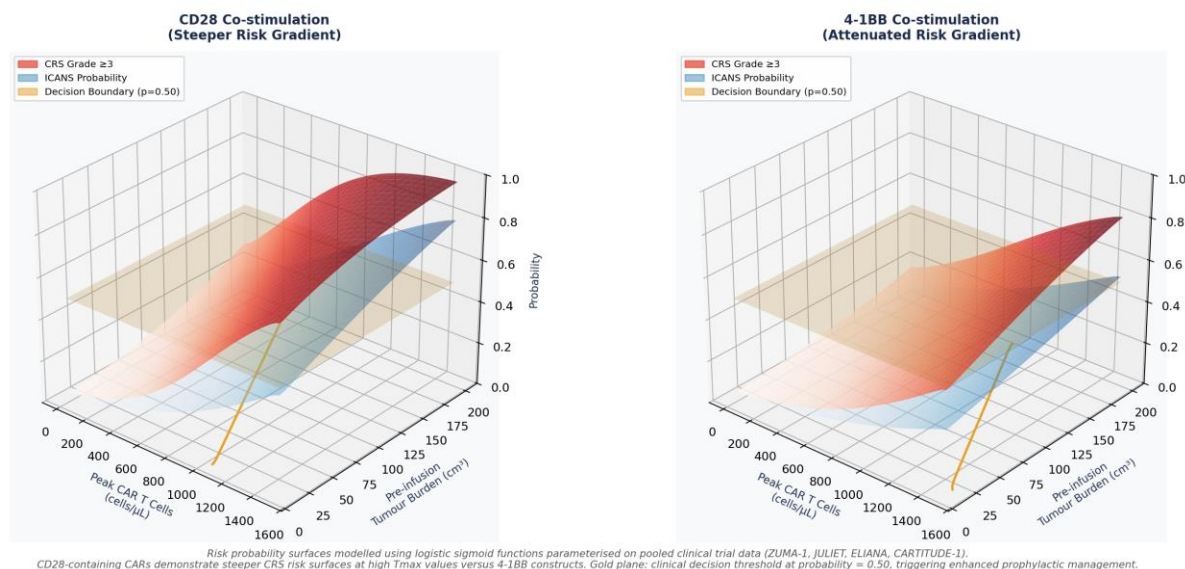 CD28 Co-stimulation
(Steeper Risk Gradient)
CRS Grade ≥3
ICANS Probability
Decision Boundary (p=0.50)
1.0
0.8
0.6
0.4
0.2
0.0
Probability
0
200
400
600
800
1000
1200
1400
1600
Peak CAR T Cells
(cells/μL)
0
25
50
75
100
125
150
175
200
Pre-infusion
Tumour Burden (cm³)
4-1BB Co-stimulation
(Attenuated Risk Gradient)
CRS Grade ≥3
ICANS Probability
Decision Boundary (p=0.50)
1.0
0.8
0.6
0.4
0.2
0.0
0
200
400
600
800
1000
1200
1400
1600
Peak CAR T Cells
(cells/μL)
0
25
50
75
100
125
150
175
200
Pre-infusion
Tumour Burden (cm³)
Risk probability surfaces modelled using logistic sigmoid functions parameterised on pooled clinical trial data (ZUMA-1, JULIET, ELIANA, CARTITUDE-1).
CD28-containing CARs demonstrate steeper CRS risk surfaces at high Tmax values versus 4-1BB constructs. Gold plane: clinical decision threshold at probability = 0.50, triggering enhanced prophylactic management.